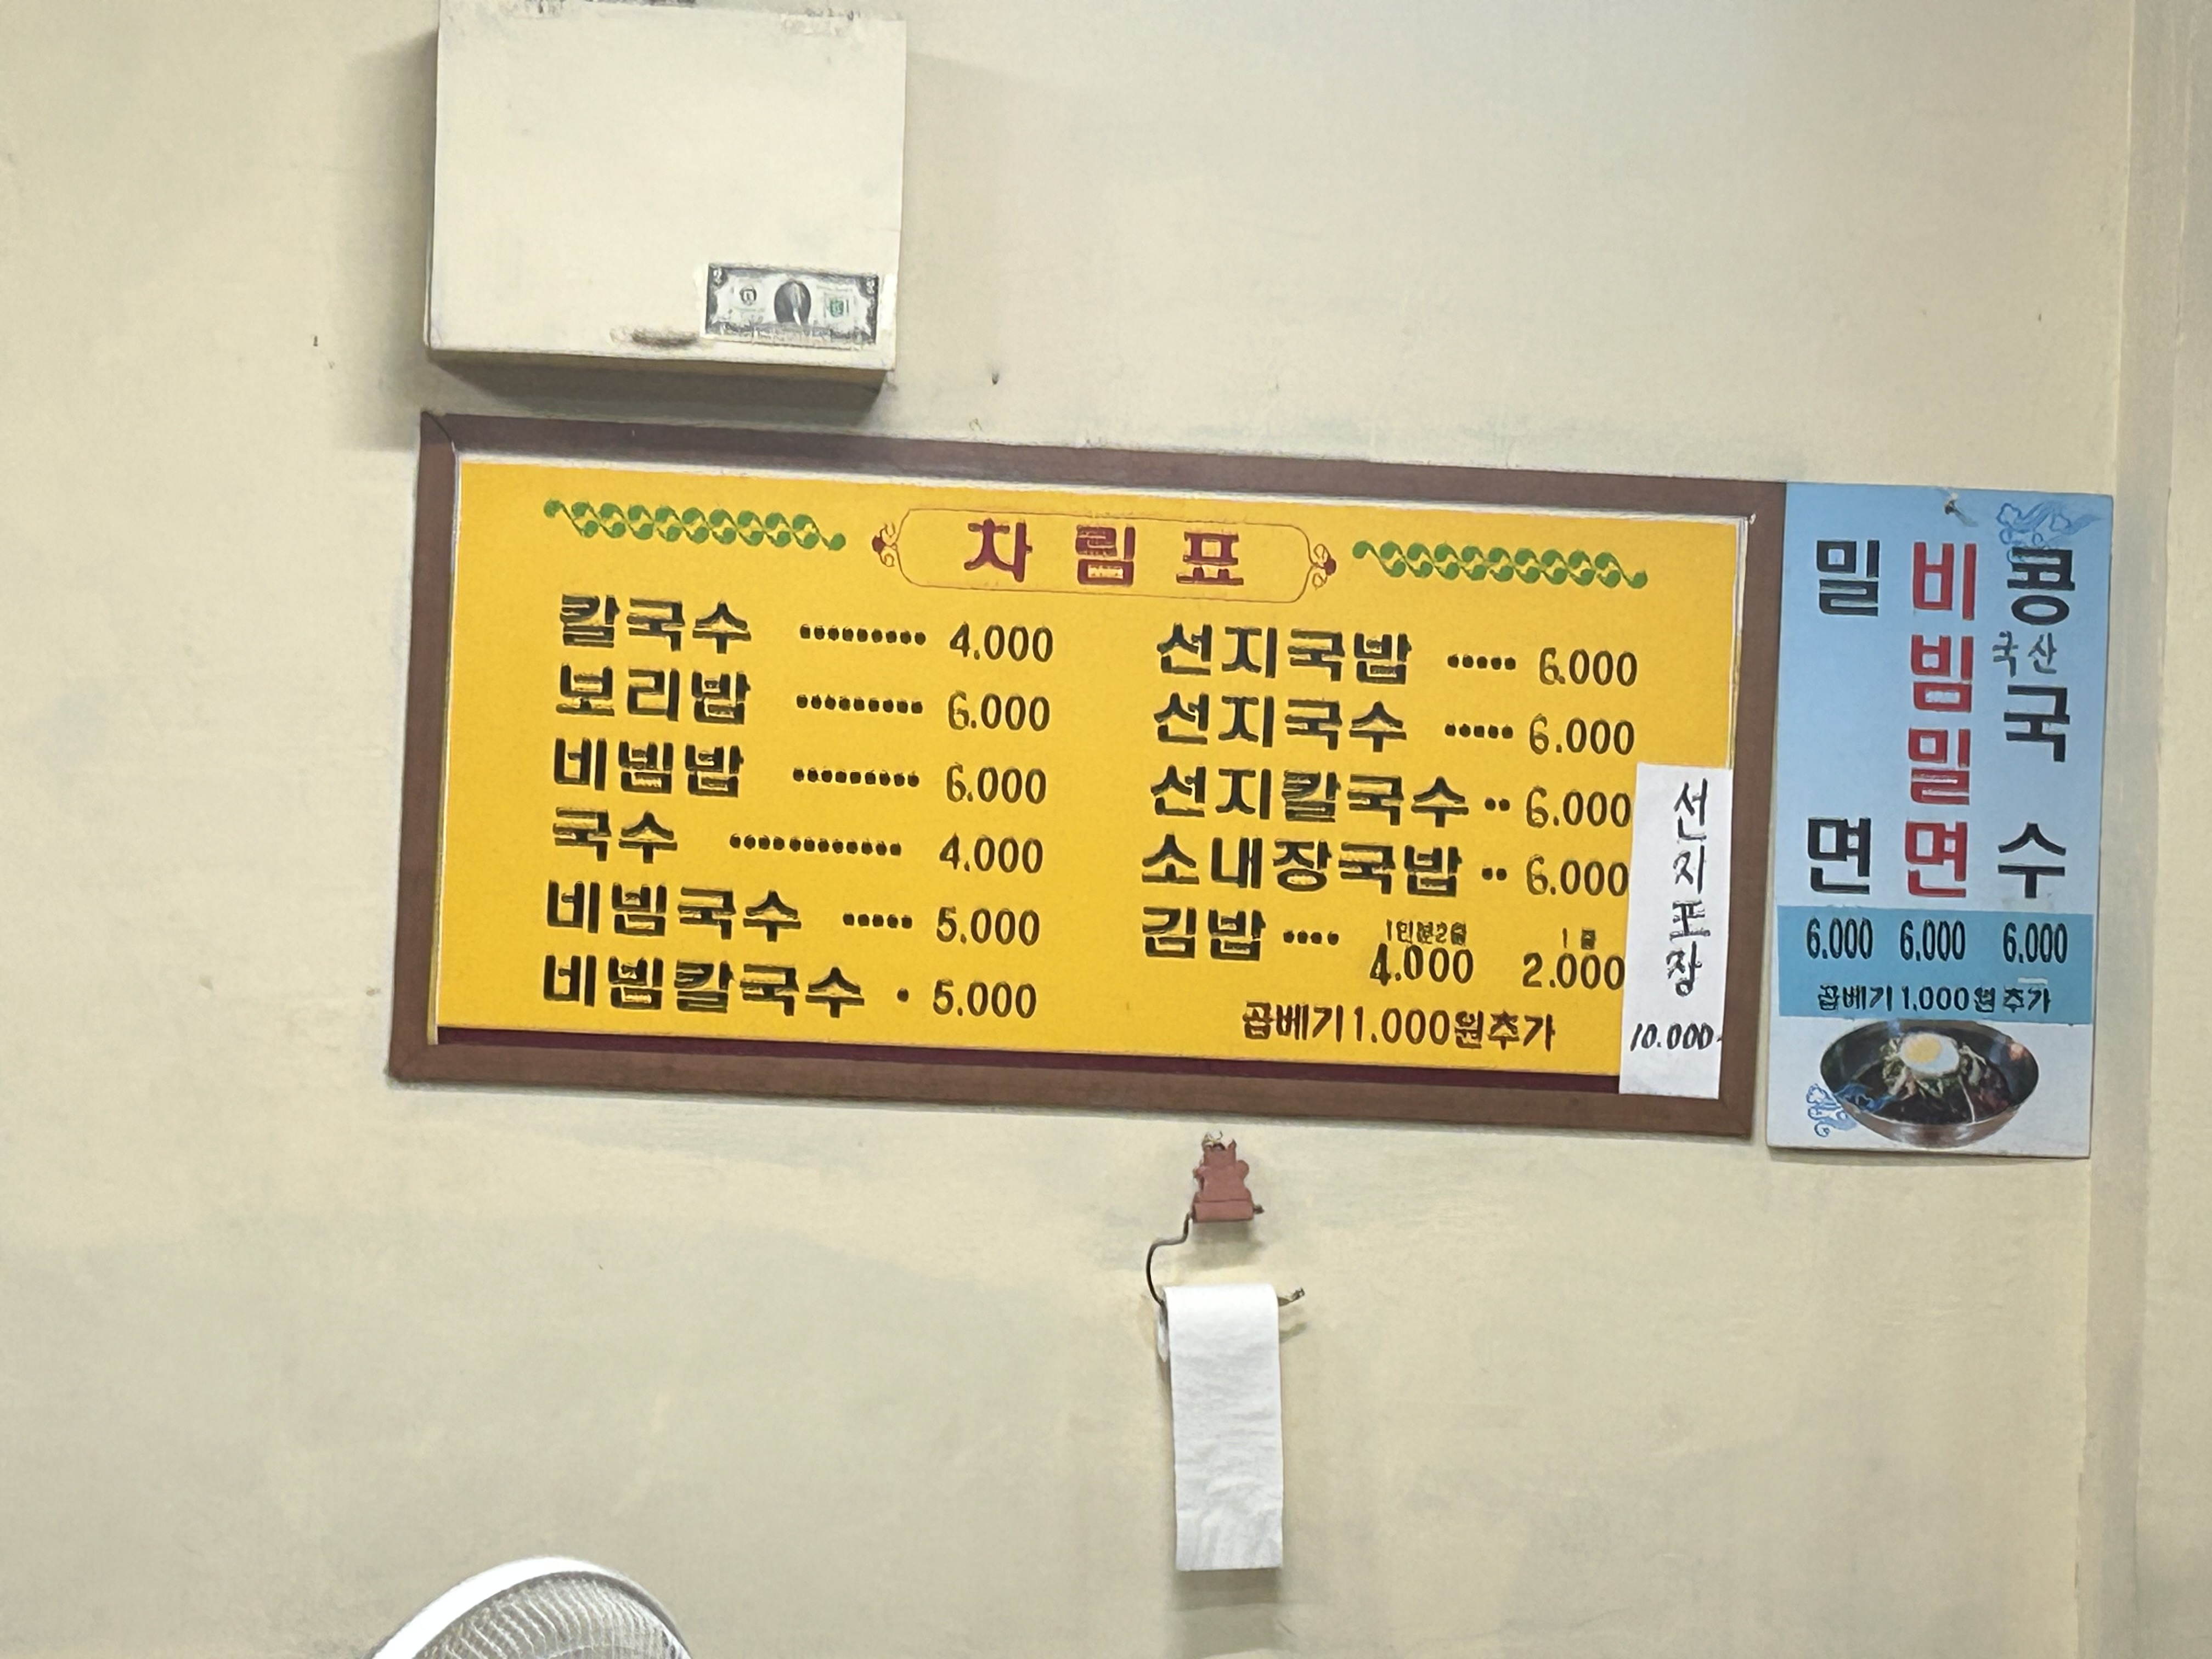 차림표
칼국수 ········· 4.000
보리밥 ········· 6.000
비빔밥 ········· 6.000
국수 ············ 4.000
비빔국수 ····· 5.000
비빔칼국수 · 5.000
선지국밥 ····· 6.000
선지국수 ····· 6.000
선지칼국수 ·· 6.000
소내장국밥 ·· 6.000
1인분2줄 1줄
김밥 ···· 4.000 2.000
곱베기1.000원추가
선지포장
10.000
밀면
비빔밀면
콩국수
국산
6.000 6.000 6.000
곱베기1.000원추가